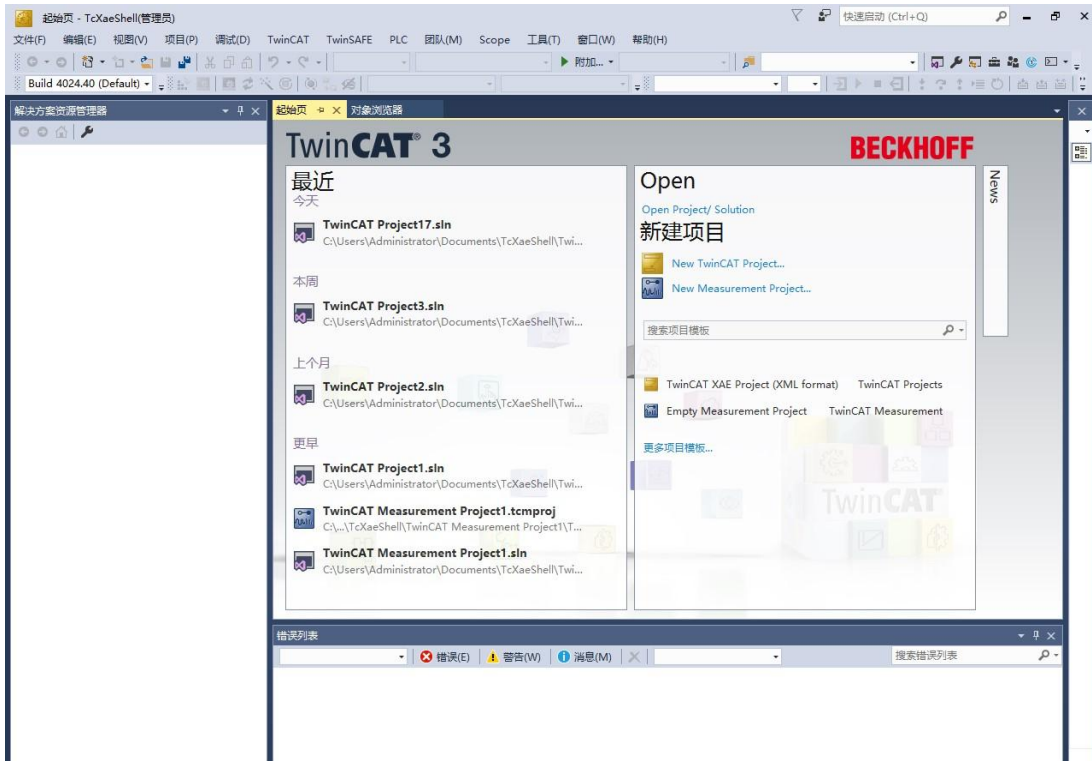 起始页 - TcXaeShell(管理员)
快速启动 (Ctrl+Q)
文件(F) 编辑(E) 视图(V) 项目(P) 调试(D) TwinCAT TwinSAFE PLC 团队(M) Scope 工具(T) 窗口(W) 帮助(H)
附加...
Build 4024.40 (Default)
解决方案资源管理器
起始页 对象浏览器
TwinCAT® 3
BECKHOFF
最近
今天
TwinCAT Project17.sln
C:\Users\Administrator\Documents\TcXaeShell\Twi...
本周
TwinCAT Project3.sln
C:\Users\Administrator\Documents\TcXaeShell\Twi...
上个月
TwinCAT Project2.sln
C:\Users\Administrator\Documents\TcXaeShell\Twi...
更早
TwinCAT Project1.sln
C:\Users\Administrator\Documents\TcXaeShell\Twi...
TwinCAT Measurement Project1.tcmproj
C:\...\TcXaeShell\TwinCAT Measurement Project1\T...
TwinCAT Measurement Project1.sln
C:\Users\Administrator\Documents\TcXaeShell\Twi...
Open
Open Project/ Solution
新建项目
New TwinCAT Project...
New Measurement Project...
搜索项目模板
TwinCAT XAE Project (XML format) TwinCAT Projects
Empty Measurement Project TwinCAT Measurement
更多项目模板...
TwinCAT
News
错误列表
错误(E) 警告(W) 消息(M)
搜索错误列表